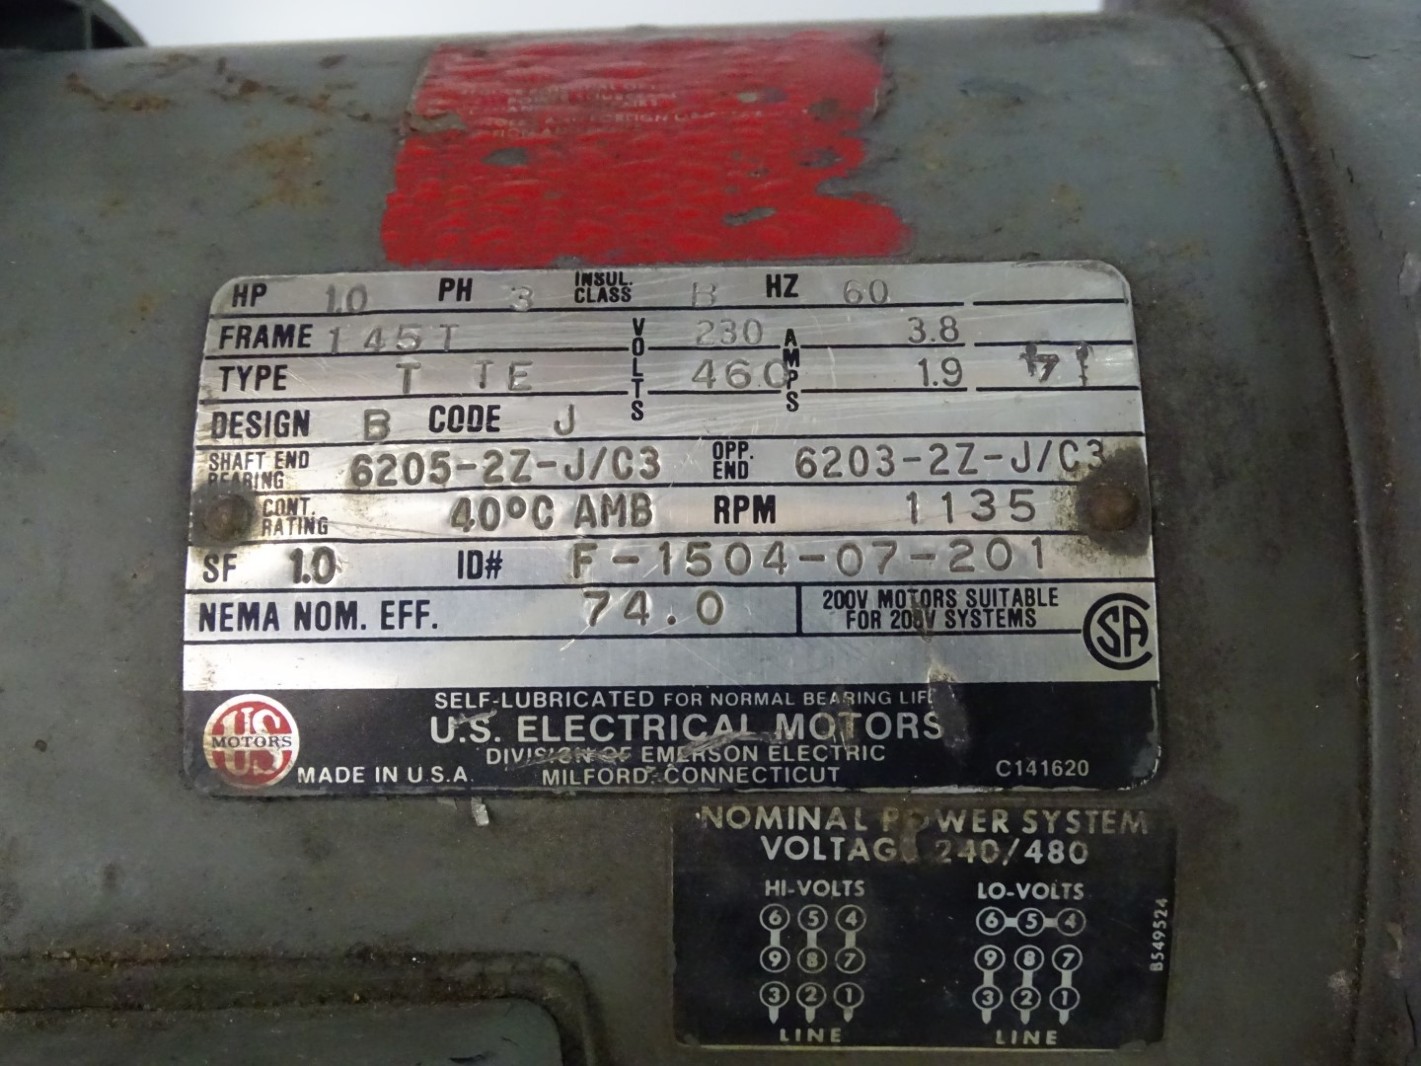 HP 1.0 PH 3 INSUL. CLASS B HZ 60
FRAME 145T VOLTS 230 AMPS 3.8
TYPE T TE 460 1.9
DESIGN B CODE J
SHAFT END BEARING 6205-2Z-J/C3 OPP. END 6203-2Z-J/C3
CONT. RATING 40°C AMB RPM 1135
SF 1.0 ID# F-1504-07-201
NEMA NOM. EFF. 74.0 200V MOTORS SUITABLE
FOR 208V SYSTEMS
CSA
SELF-LUBRICATED FOR NORMAL BEARING LIFE
U.S. ELECTRICAL MOTORS
DIVISION OF EMERSON ELECTRIC
US MOTORS
MADE IN U.S.A. MILFORD, CONNECTICUT C141620
NOMINAL POWER SYSTEM
VOLTAGE 240/480
HI-VOLTS LO-VOLTS
6 5 4 6-5-4
9 8 7 9 8 7
3 2 1 3 2 1
LINE LINE
B549524